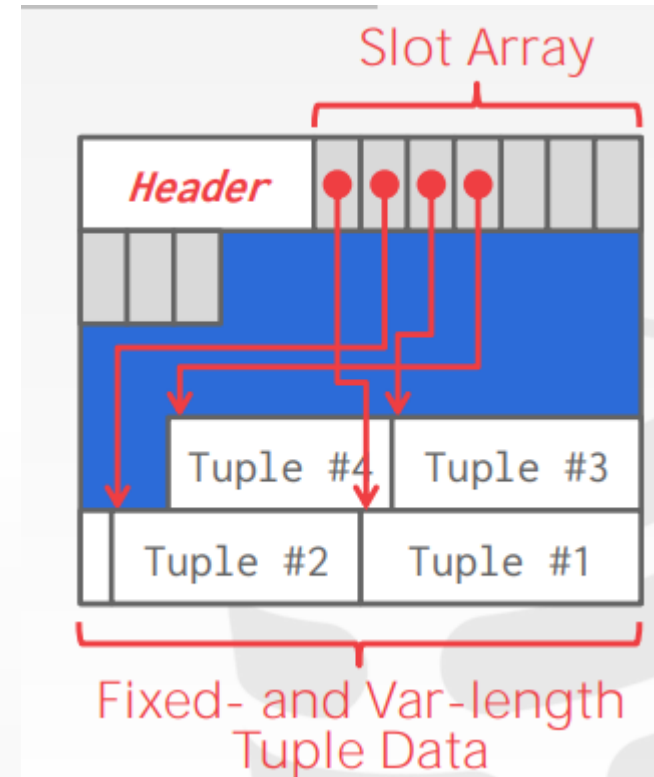 Slot Array
Header
Tuple #4
Tuple #3
Tuple #2
Tuple #1
Fixed- and Var-length
Tuple Data